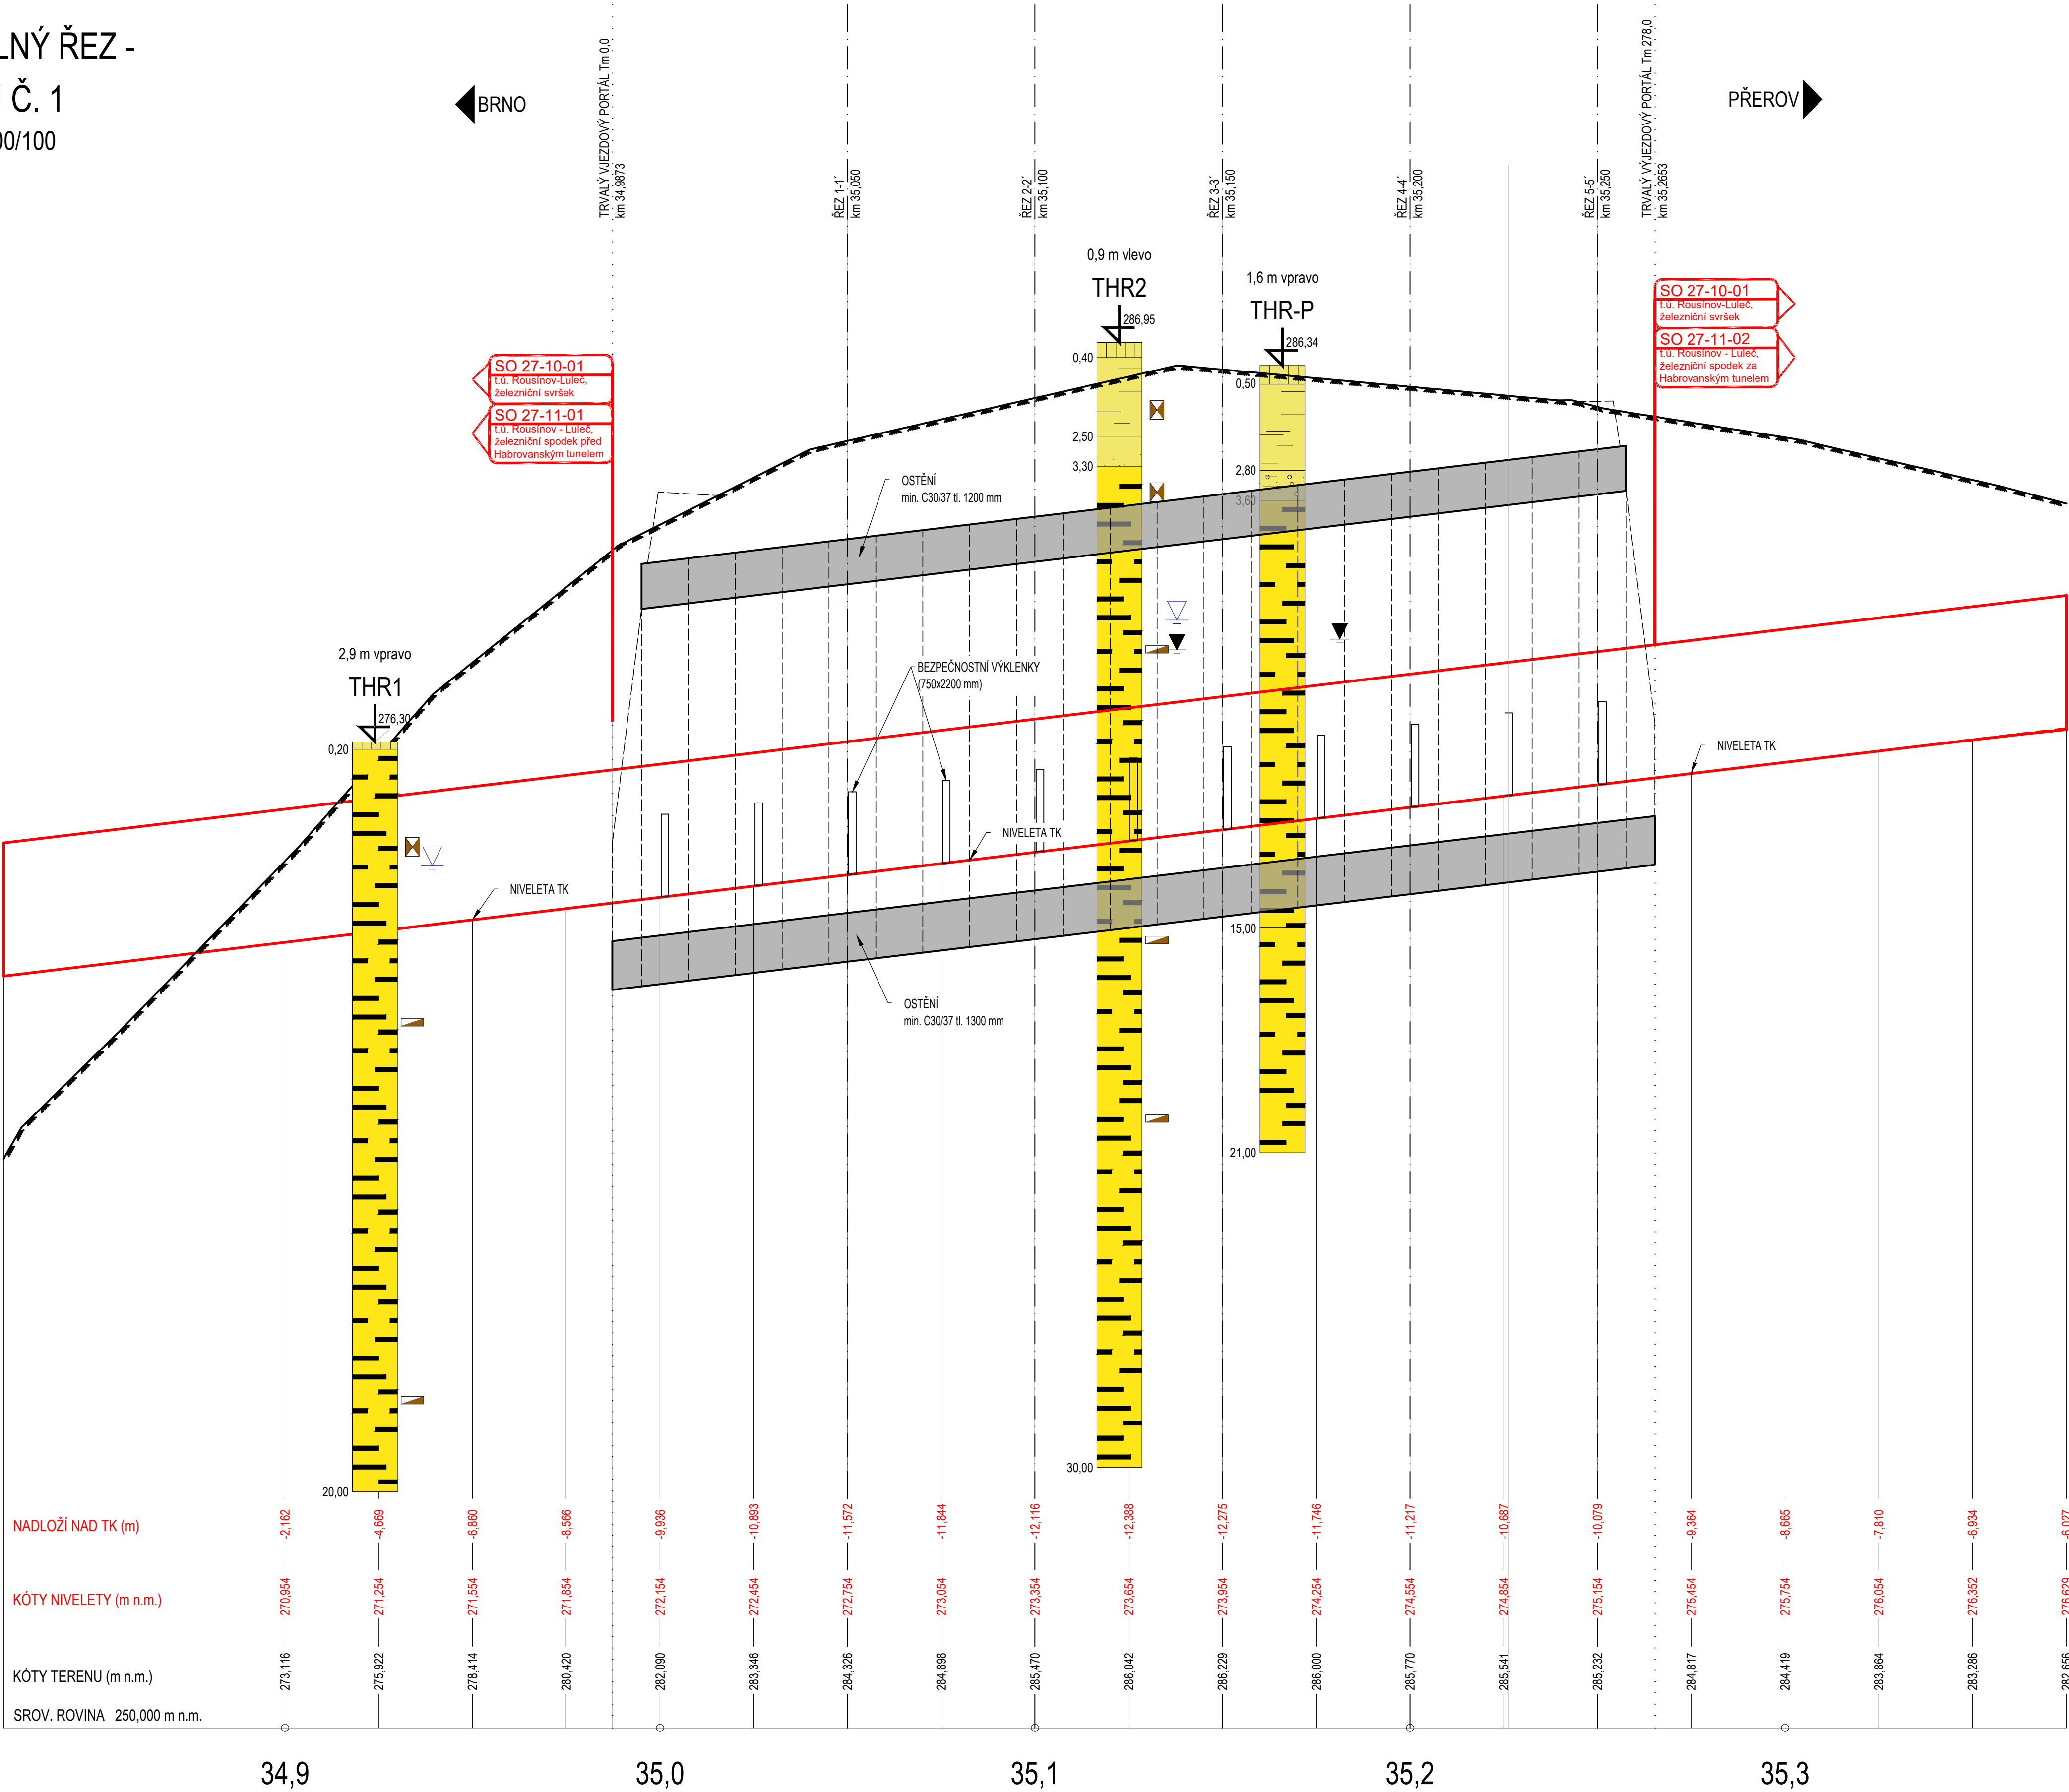 LNÝ ŘEZ -
Č. 1
00/100
BRNO
PŘEROV
TRVALÝ VJEZDOVÝ PORTÁL Tm 0,0
km 34,9873
ŘEZ 1-1´
km 35,050
ŘEZ 2-2´
km 35,100
ŘEZ 3-3´
km 35,150
ŘEZ 4-4´
km 35,200
ŘEZ 5-5´
km 35,250
TRVALÝ VÝJEZDOVÝ PORTÁL Tm 278,0
km 35,2653
0,9 m vlevo
THR2
286,95
1,6 m vpravo
THR-P
286,34
SO 27-10-01
t.ú. Rousínov-Luleč,
železniční svršek
SO 27-11-02
t.ú. Rousínov - Luleč,
železniční spodek za
Habrovanským tunelem
SO 27-10-01
t.ú. Rousínov-Luleč,
železniční svršek
SO 27-11-01
t.ú. Rousínov - Luleč,
železniční spodek před
Habrovanským tunelem
0,40
2,50
3,30
0,50
2,80
3,60
OSTĚNÍ
min. C30/37 tl. 1200 mm
2,9 m vpravo
THR1
276,30
0,20
BEZPEČNOSTNÍ VÝKLENKY
(750x2200 mm)
NIVELETA TK
NIVELETA TK
NIVELETA TK
15,00
OSTĚNÍ
min. C30/37 tl. 1300 mm
21,00
30,00
20,00
NADLOŽÍ NAD TK (m)
-2,162
-4,669
-6,860
-8,566
-9,936
-10,893
-11,572
-11,844
-12,116
-12,388
-12,275
-11,746
-11,217
-10,687
-10,079
-9,364
-8,665
-7,810
-6,934
-6,027
KÓTY NIVELETY (m n.m.)
270,954
271,254
271,554
271,854
272,154
272,454
272,754
273,054
273,354
273,654
273,954
274,254
274,554
274,854
275,154
275,454
275,754
276,054
276,352
276,629
KÓTY TERENU (m n.m.)
273,116
275,922
278,414
280,420
282,090
283,346
284,326
284,898
285,470
286,042
286,229
286,000
285,770
285,541
285,232
284,817
284,419
283,864
283,286
282,656
SROV. ROVINA 250,000 m n.m.
34,9
35,0
35,1
35,2
35,3